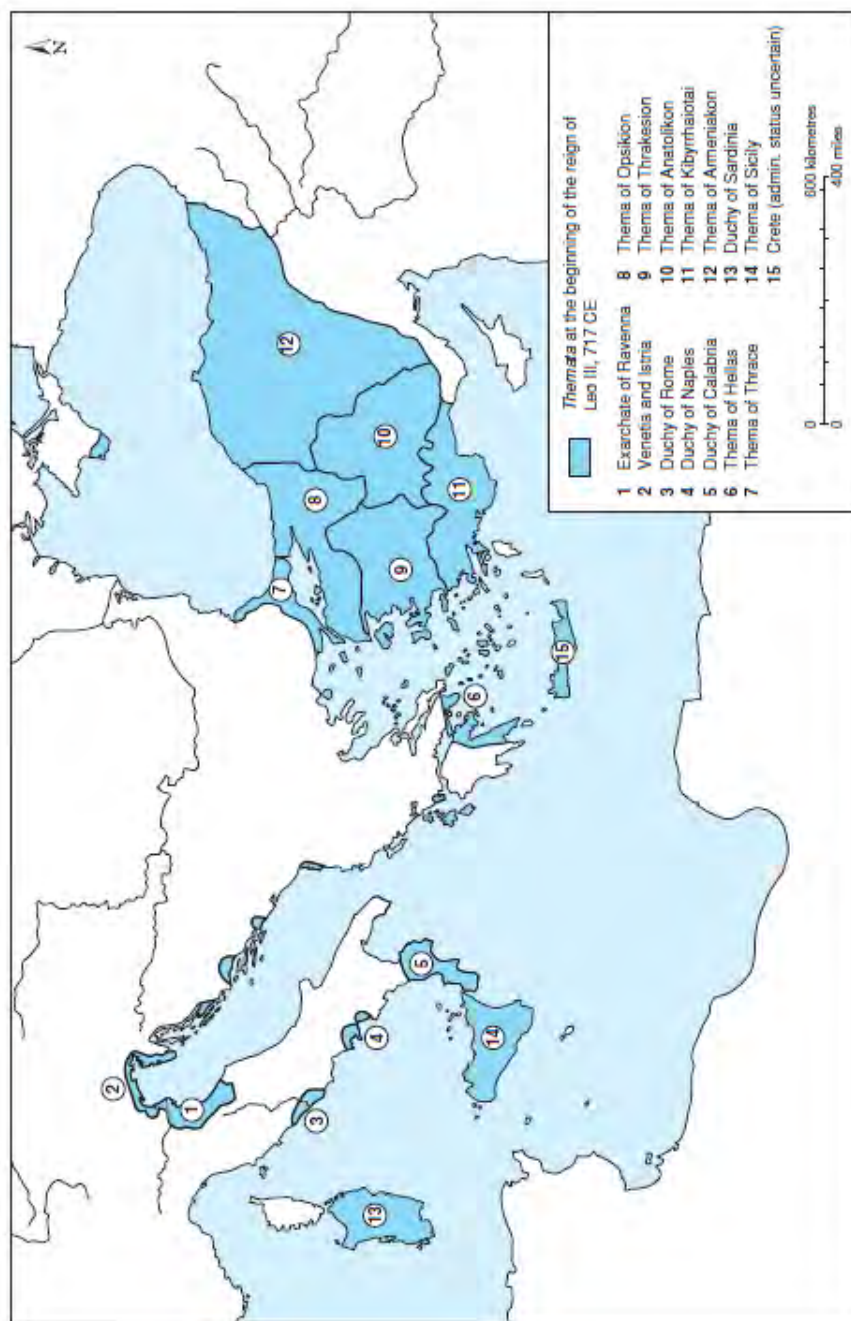 N
12
10
8
11
9
7
6
15
5
14
4
2
1
3
13
Themata at the beginning of the reign of
Leo III, 717 CE
1 Exarchate of Ravenna
2 Venetia and Istria
3 Duchy of Rome
4 Duchy of Naples
5 Duchy of Calabria
6 Thema of Hellas
7 Thema of Thrace
8 Thema of Opsikion
9 Thema of Thrakesion
10 Thema of Anatolikon
11 Thema of Kibyrrhaiotai
12 Thema of Armeniakon
13 Duchy of Sardinia
14 Thema of Sicily
15 Crete (admin. status uncertain)
0 600 kilometres
0 400 miles